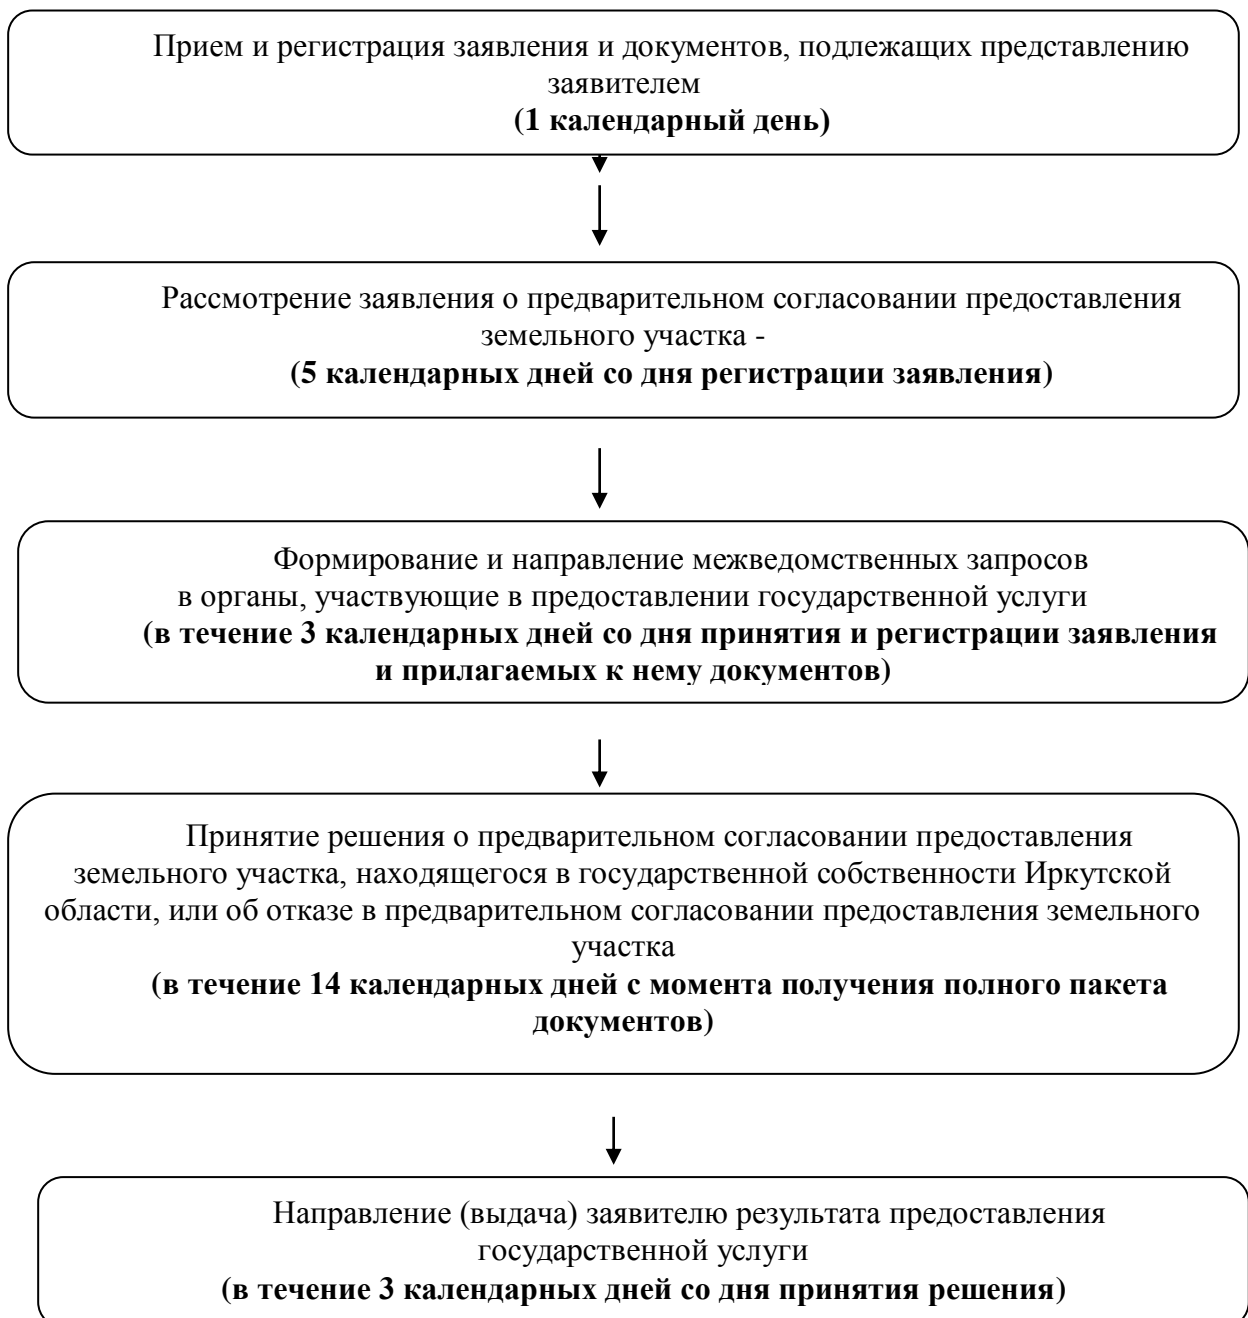 Прием и регистрация заявления и документов, подлежащих представлению
заявителем
(1 календарный день)
Рассмотрение заявления о предварительном согласовании предоставления
земельного участка -
(5 календарных дней со дня регистрации заявления)
Формирование и направление межведомственных запросов
в органы, участвующие в предоставлении государственной услуги
(в течение 3 календарных дней со дня принятия и регистрации заявления
и прилагаемых к нему документов)
Принятие решения о предварительном согласовании предоставления
земельного участка, находящегося в государственной собственности Иркутской
области, или об отказе в предварительном согласовании предоставления земельного
участка
(в течение 14 календарных дней с момента получения полного пакета
документов)
Направление (выдача) заявителю результата предоставления
государственной услуги
(в течение 3 календарных дней со дня принятия решения)